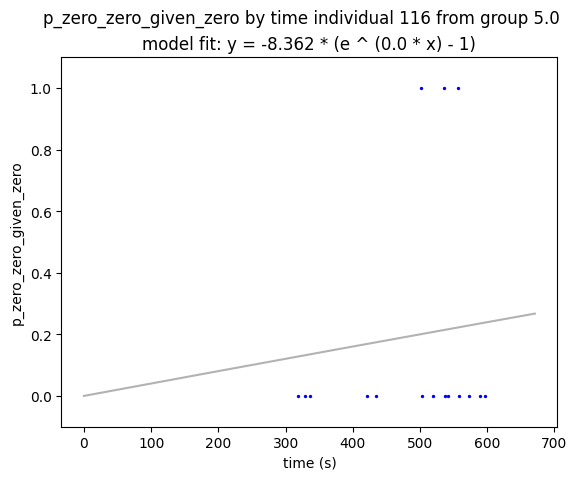 p_zero_zero_given_zero by time individual 116 from group 5.0
model fit: y = -8.362 * (e ^ (0.0 * x) - 1)
1.0
0.8
0.6
0.4
0.2
0.0
p_zero_zero_given_zero
0 100 200 300 400 500 600 700
time (s)